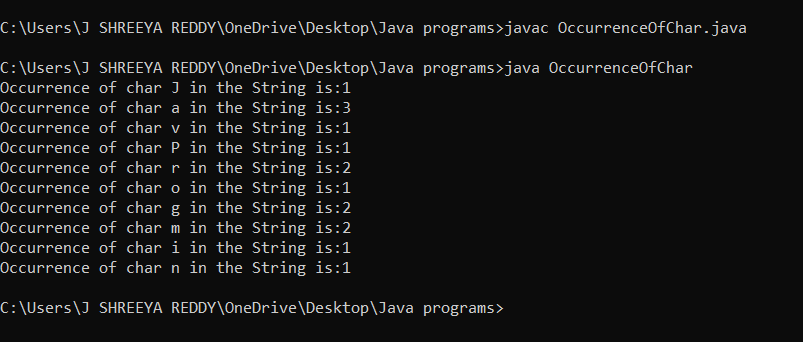 C:\Users\J SHREEYA REDDY\OneDrive\Desktop\Java programs>javac OccurrenceOfChar.java
C:\Users\J SHREEYA REDDY\OneDrive\Desktop\Java programs>java OccurrenceOfChar
Occurrence of char J in the String is:1
Occurrence of char a in the String is:3
Occurrence of char v in the String is:1
Occurrence of char P in the String is:1
Occurrence of char r in the String is:2
Occurrence of char o in the String is:1
Occurrence of char g in the String is:2
Occurrence of char m in the String is:2
Occurrence of char i in the String is:1
Occurrence of char n in the String is:1
C:\Users\J SHREEYA REDDY\OneDrive\Desktop\Java programs>